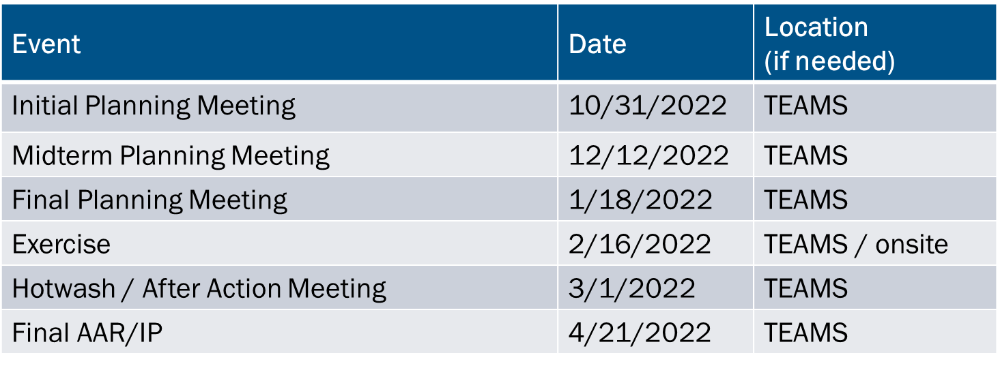 Event Date Location
(if needed)
Initial Planning Meeting 10/31/2022 TEAMS
Midterm Planning Meeting 12/12/2022 TEAMS
Final Planning Meeting 1/18/2022 TEAMS
Exercise 2/16/2022 TEAMS / onsite
Hotwash / After Action Meeting 3/1/2022 TEAMS
Final AAR/IP 4/21/2022 TEAMS